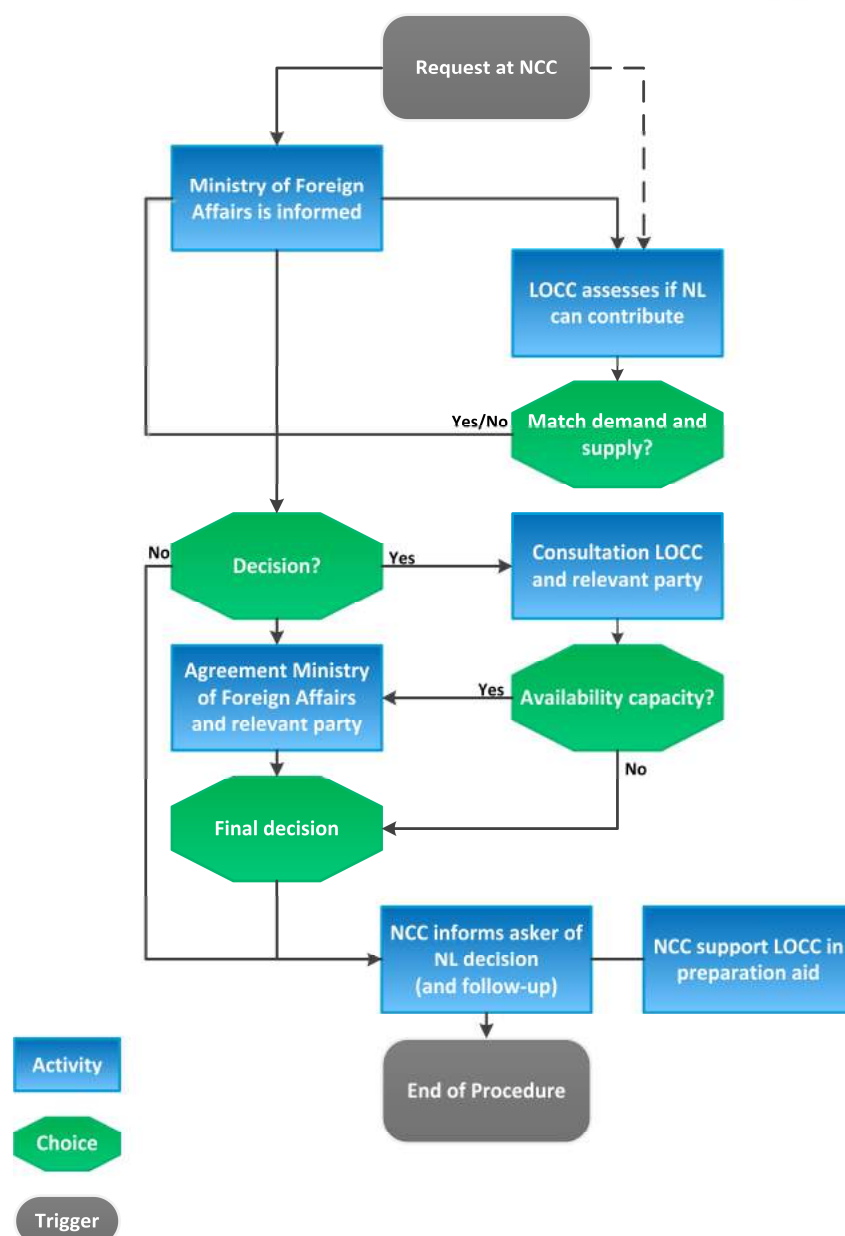 Request at NCC
Ministry of Foreign
Affairs is informed
LOCC assesses if NL
can contribute
Yes/No
Match demand and
supply?
No
Decision?
Yes
Consultation LOCC
and relevant party
Agreement Ministry
of Foreign Affairs
and relevant party
Yes
Availability capacity?
No
Final decision
NCC informs asker of
NL decision
(and follow-up)
NCC support LOCC in
preparation aid
Activity
End of Procedure
Choice
Trigger